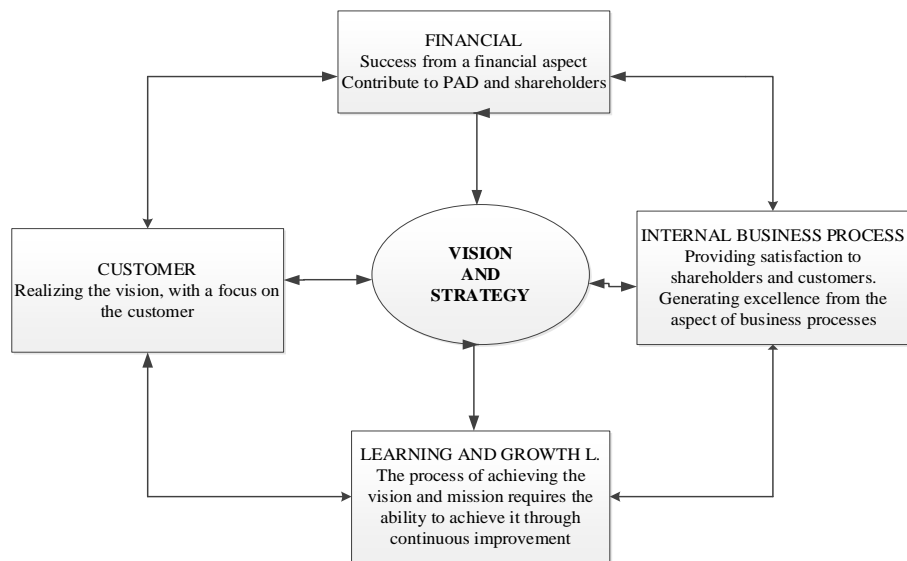 FINANCIAL
Success from a financial aspect
Contribute to PAD and shareholders
CUSTOMER
Realizing the vision, with a focus on
the customer
VISION
AND
STRATEGY
INTERNAL BUSINESS PROCESS
Providing satisfaction to
shareholders and customers.
Generating excellence from the
aspect of business processes
LEARNING AND GROWTH L.
The process of achieving the
vision and mission requires the
ability to achieve it through
continuous improvement